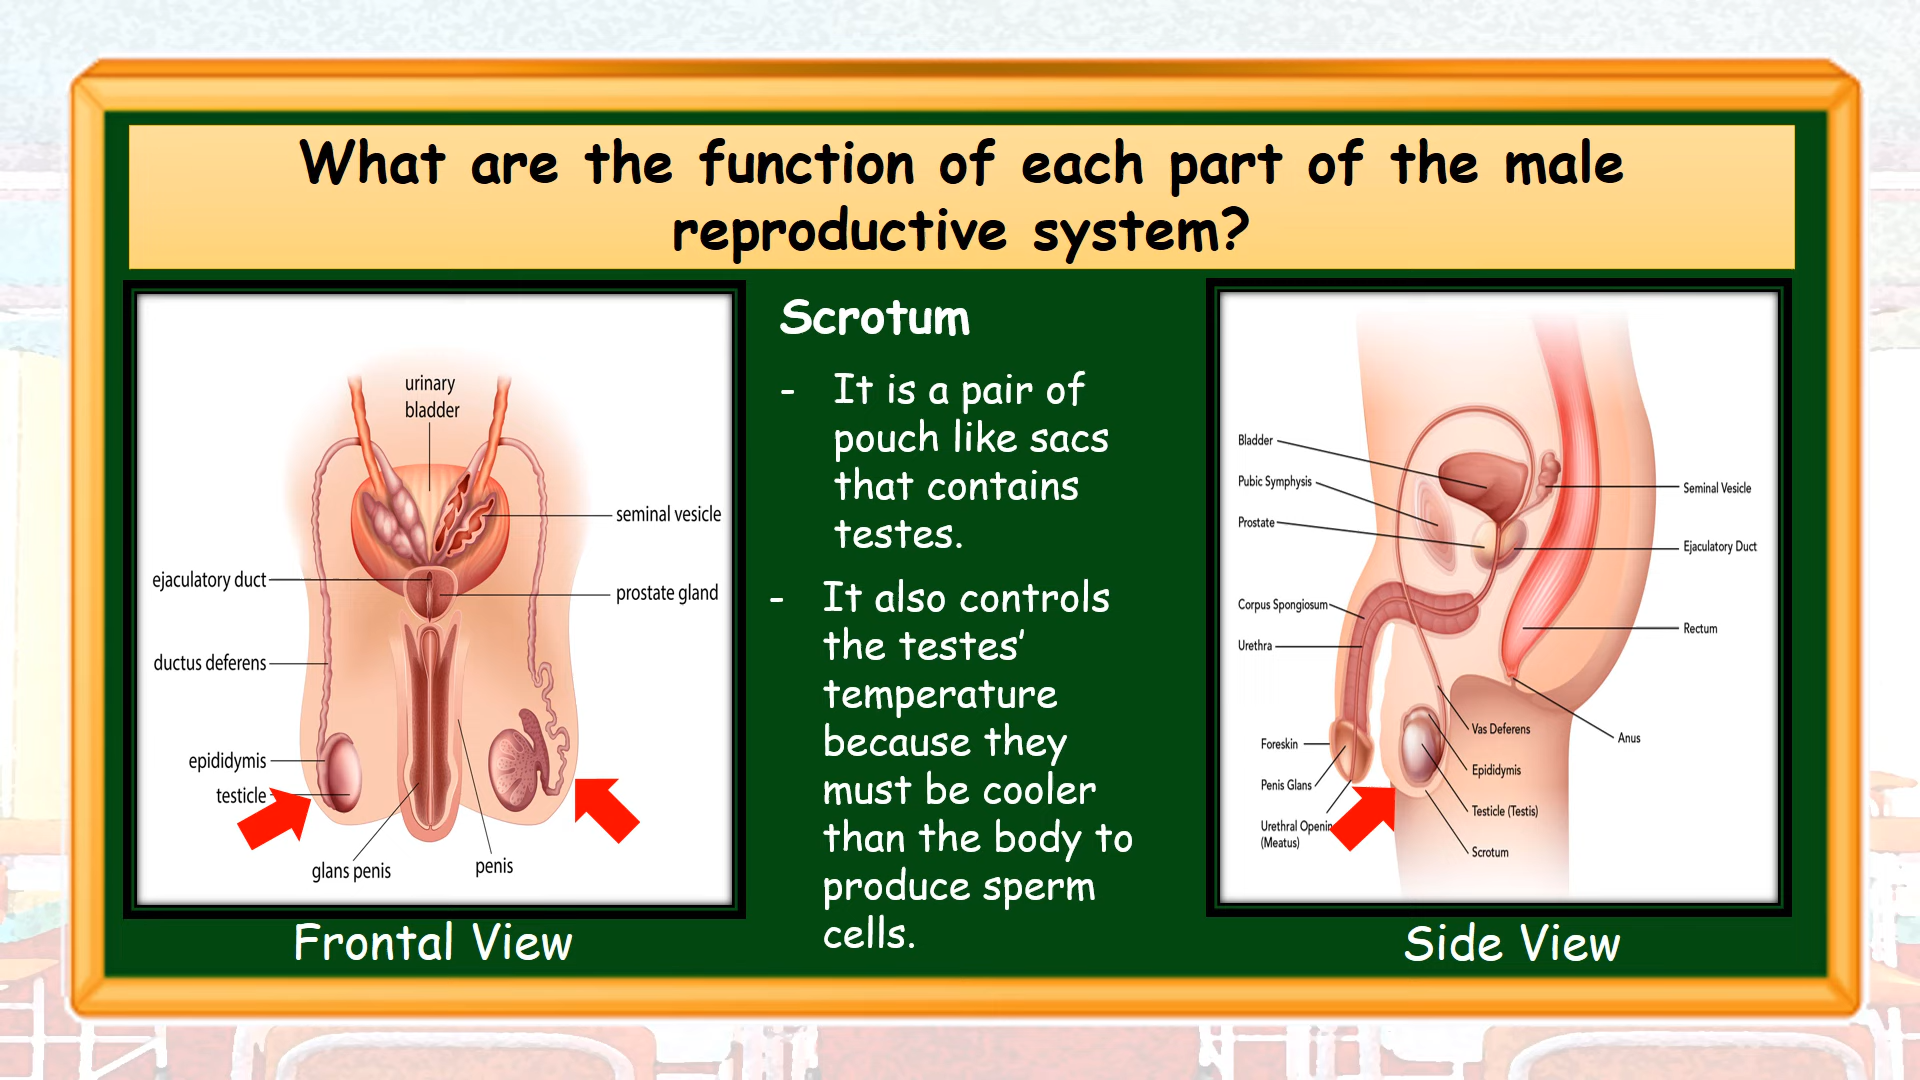 What are the function of each part of the male
reproductive system?
urinary
bladder
seminal vesicle
ejaculatory duct
prostate gland
ductus deferens
epididymis
testicle
glans penis
penis
Frontal View
Scrotum
- It is a pair of
pouch like sacs
that contains
testes.
- It also controls
the testes’
temperature
because they
must be cooler
than the body to
produce sperm
cells.
Bladder
Pubic Symphysis
Prostate
Corpus Spongiosum
Urethra
Foreskin
Penis Glans
Urethral Openin
(Meatus)
Seminal Vesicle
Ejaculatory Duct
Rectum
Anus
Vas Deferens
Epididymis
Testicle (Testis)
Scrotum
Side View